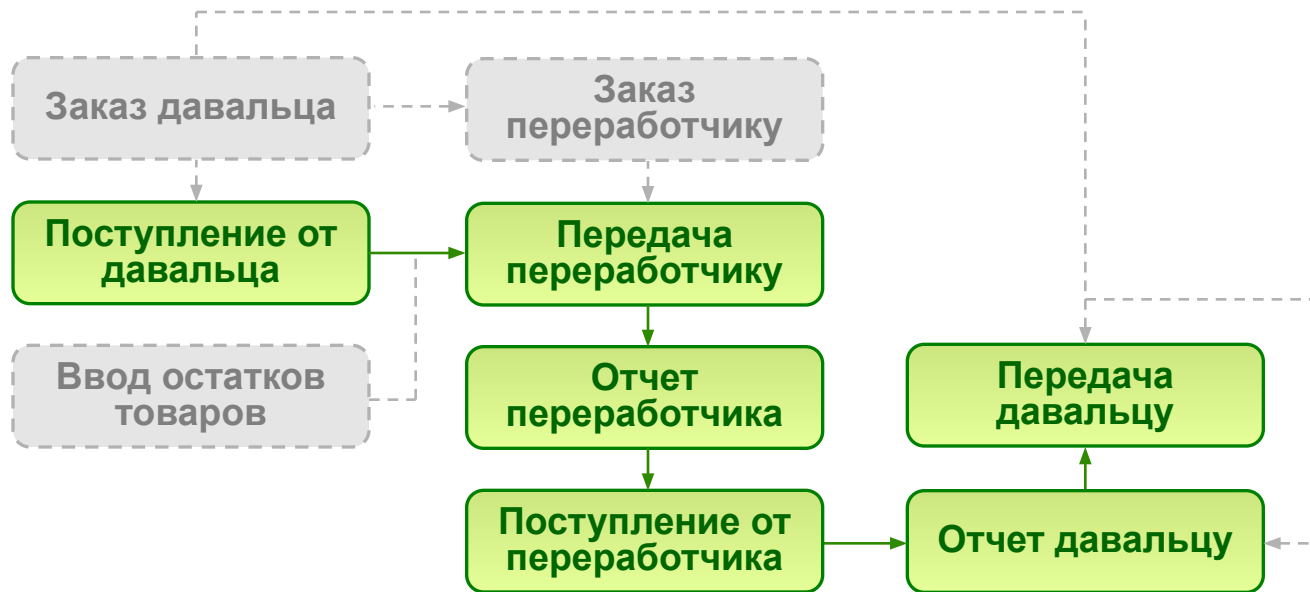 Заказ давальца
Заказ
переработчику
Поступление от
давальца
Передача
переработчику
Ввод остатков
товаров
Отчет
переработчика
Передача
давальцу
Поступление от
переработчика
Отчет давальцу